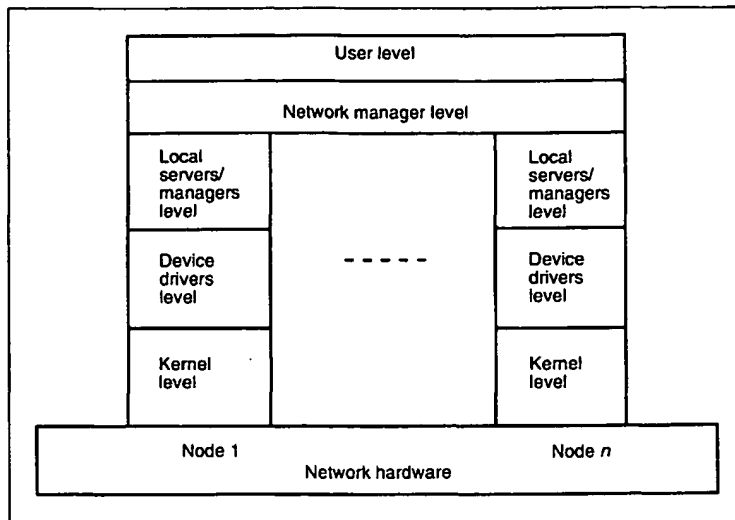 User level
Network manager level
Local
servers/
managers
level
Local
servers/
managers
level
Device
drivers
level
Device
drivers
level
Kernel
level
Kernel
level
Node 1
Node n
Network hardware